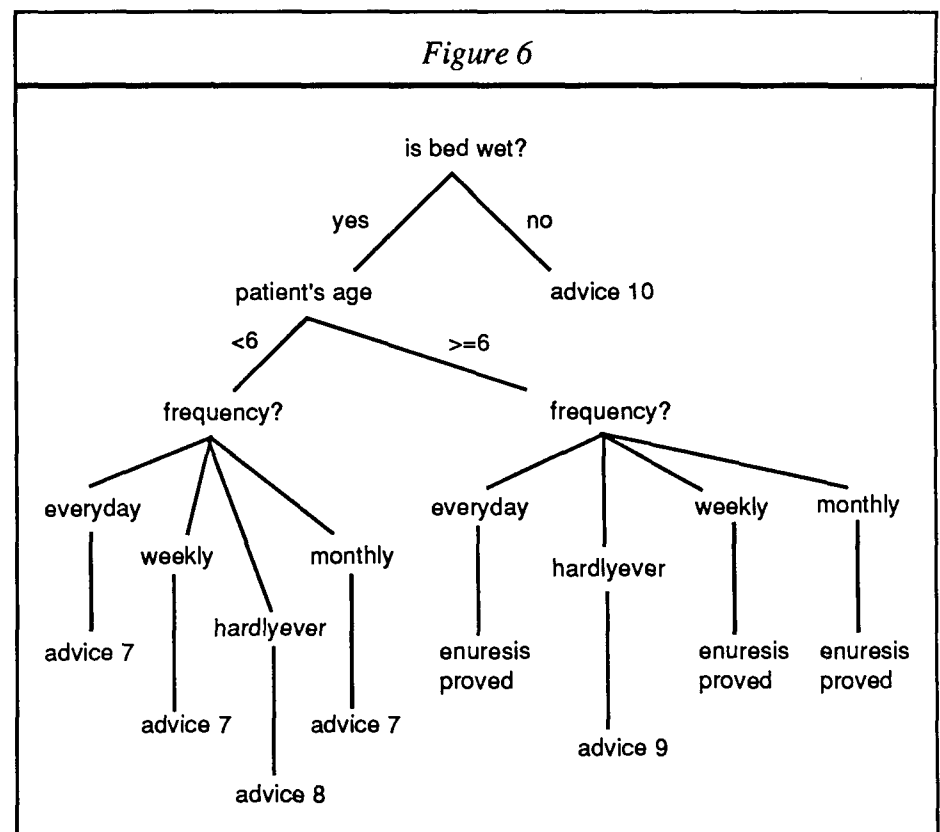 Figure 6
is bed wet?
yes
no
patient's age
advice 10
<6
>=6
frequency?
frequency?
everyday
weekly
hardlyever
monthly
advice 7
advice 7
advice 8
advice 7
everyday
hardlyever
weekly
monthly
enuresis
proved
advice 9
enuresis
proved
enuresis
proved